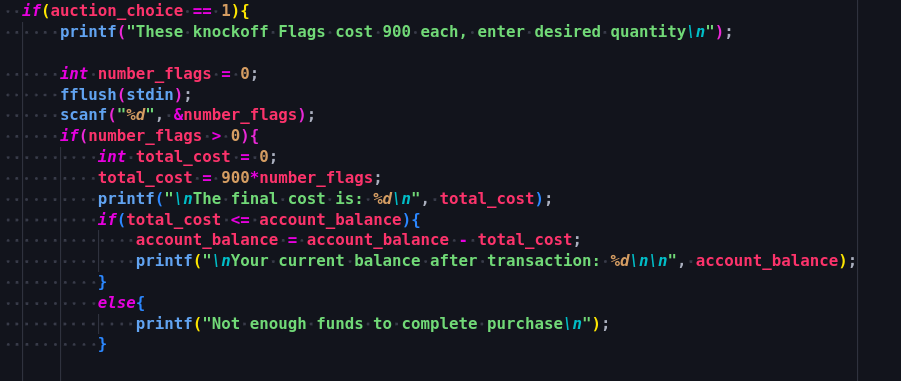 if(auction_choice == 1){
printf("These knockoff Flags cost 900 each, enter desired quantity\n");
int number_flags = 0;
fflush(stdin);
scanf("%d", &number_flags);
if(number_flags > 0){
int total_cost = 0;
total_cost = 900*number_flags;
printf("\nThe final cost is: %d\n", total_cost);
if(total_cost <= account_balance){
account_balance = account_balance - total_cost;
printf("\nYour current balance after transaction: %d\n\n", account_balance);
}
else{
printf("Not enough funds to complete purchase\n");
}